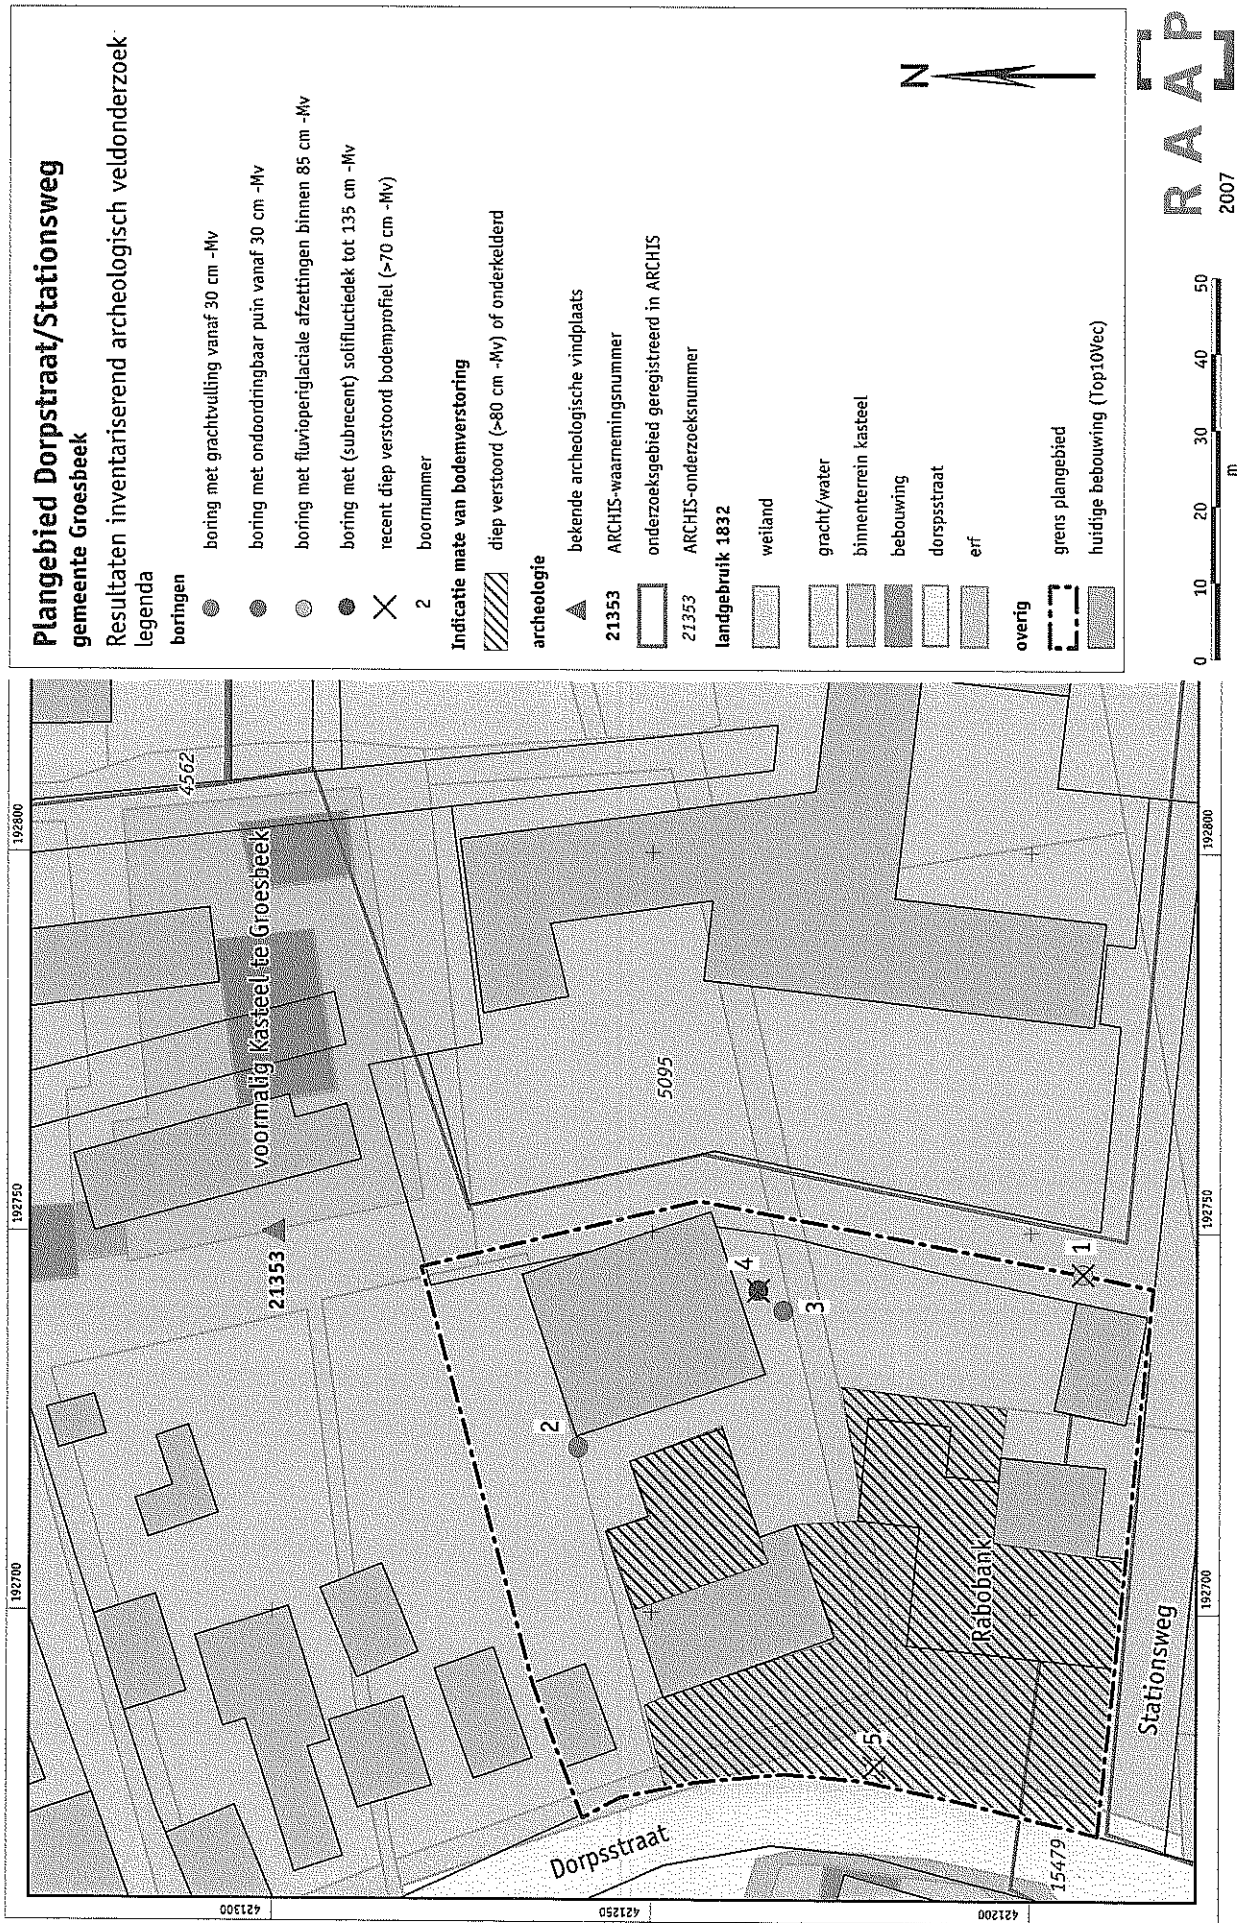 Plangebied Dorpstraat/Stationsweg
gemeente Groesbeek
Resultaten inventariserend archeologisch veldonderzoek
legenda
boringen
boring met grachtvulling vanaf 30 cm -Mv
boring met ondoordringbaar puin vanaf 30 cm -Mv
boring met fluvioperiglaciale afzettingen binnen 85 cm -Mv
boring met (subrecent) solifluctiedek tot 135 cm -Mv
recent diep verstoord bodemprofiel (>70 cm -Mv)
2 boornummer
Indicatie mate van bodemverstoring
diep verstoord (>80 cm -Mv) of onderkelderd
archeologie
bekende archeologische vindplaats
21353 ARCHIS-waarnemingsnummer
onderzoeksgebied geregistreerd in ARCHIS
21353 ARCHIS-onderzoeksnummer
landgebruik 1832
weiland
gracht/water
binnenterrein kasteel
bebouwing
dorspsstraat
erf
overig
grens plangebied
huidige bebouwing (Top10Vec)
N
0 10 20 30 40 50
m
RAAP
2007
192700
192750
192800
421300
421250
421200
4562
voormalig Kasteel te Groesbeek
21353
5095
2
4
3
1
5
Rabobank
Dorpsstraat
15479
Stationsweg
192700
192750
192800